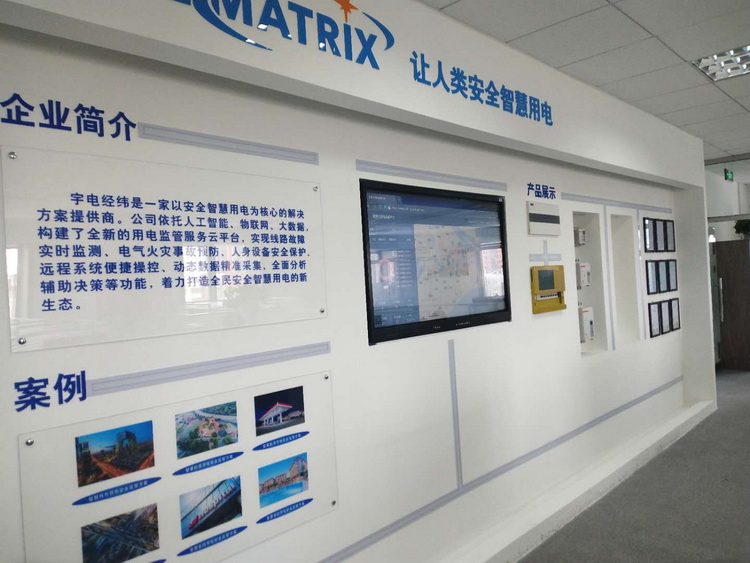 MATRIX
让人类安全智慧用电
企业简介
宇电经纬是一家以安全智慧用电为核心的解决
方案提供商。公司依托人工智能、物联网、大数据,
构建了全新的用电监管服务云平台,实现线路故障
实时监测、电气火灾事故预防、人身设备安全保护,
远程系统便捷操控、动态数据精准采集、全面分析
辅助决策等功能,着力打造全民安全智慧用电的新
生态。
产品展示
案例